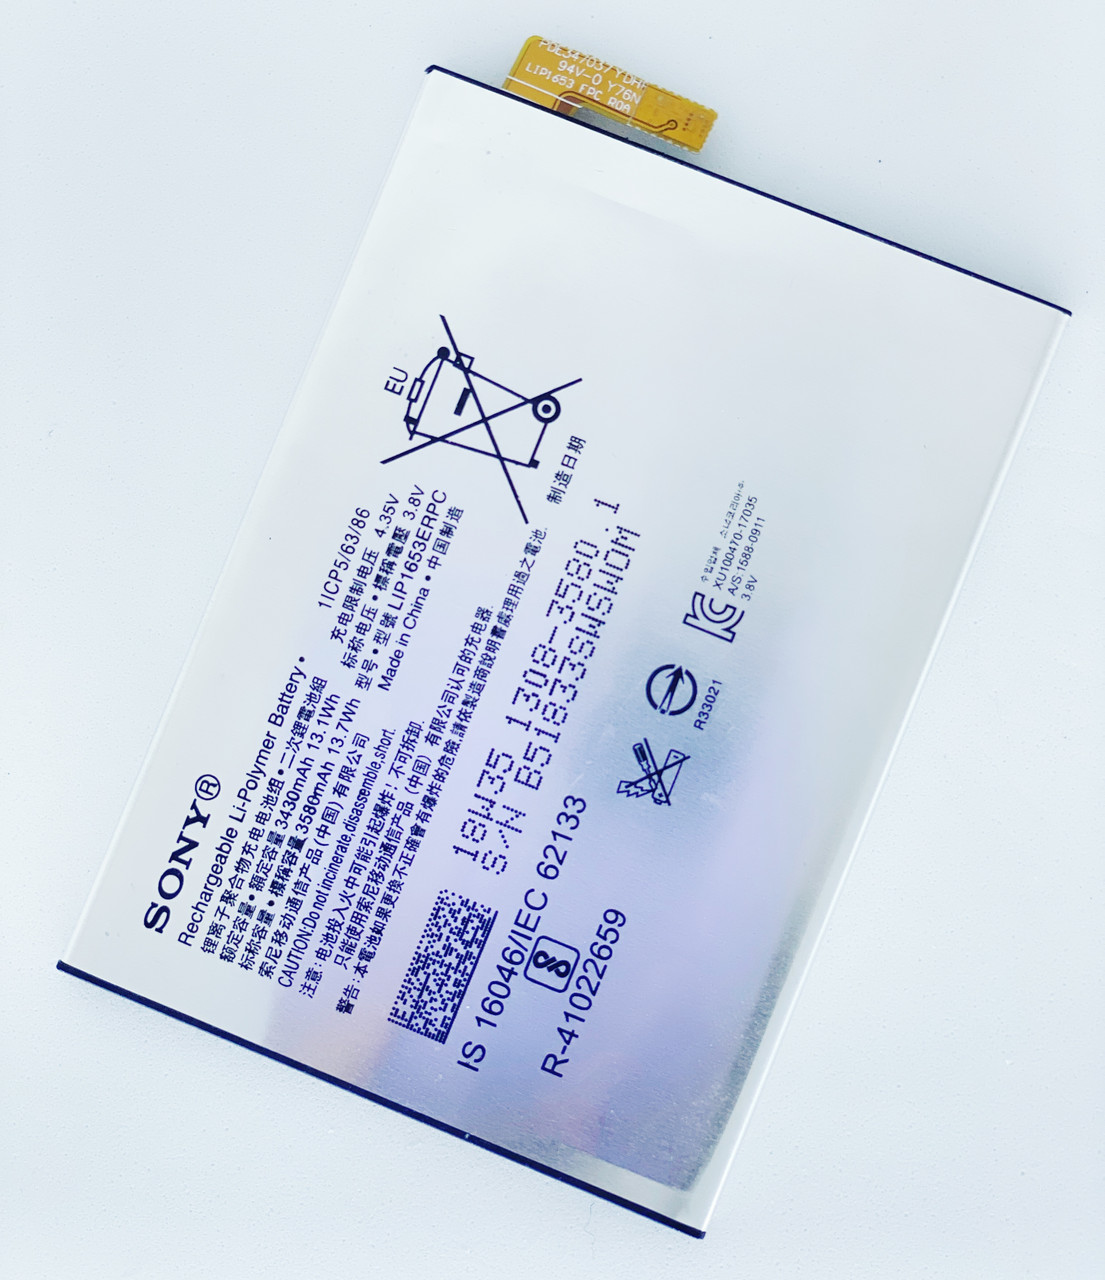 PDE347037 YDHF
94V-0 Y76N
LIP1653 FPC R0A
SONY®
Rechargeable Li-Polymer Battery • 1ICP5/63/86
锂离子聚合物充电电池组 • 二次鋰電池組 充电限制电压 4.35V
额定容量 • 額定容量 3430mAh 13.1Wh 标称电压 • 標稱電壓 3.8V
标称容量 • 標稱容量 3580mAh 13.7Wh 型号 • 型號 LIP1653ERPC
索尼移动通信产品(中国)有限公司 Made in China • 中国制造
CAUTION:Do not incinerate,disassemble,short.
注意:电池投入火中可能引起爆炸;不可拆卸.
只能使用索尼移动通信产品(中国)有限公司认可的充电器.
警告:本電池如果更换不正確會有爆炸的危險,請依製造商說明書處理用過之電池.
EU
制造日期
18W35 1308-3580 .1
S/N B518333SWSWOM
IS 16046/IEC 62133
R-41022659
R33021
수입업체
XU100470-17035
A/S:1588-0911
3.8V